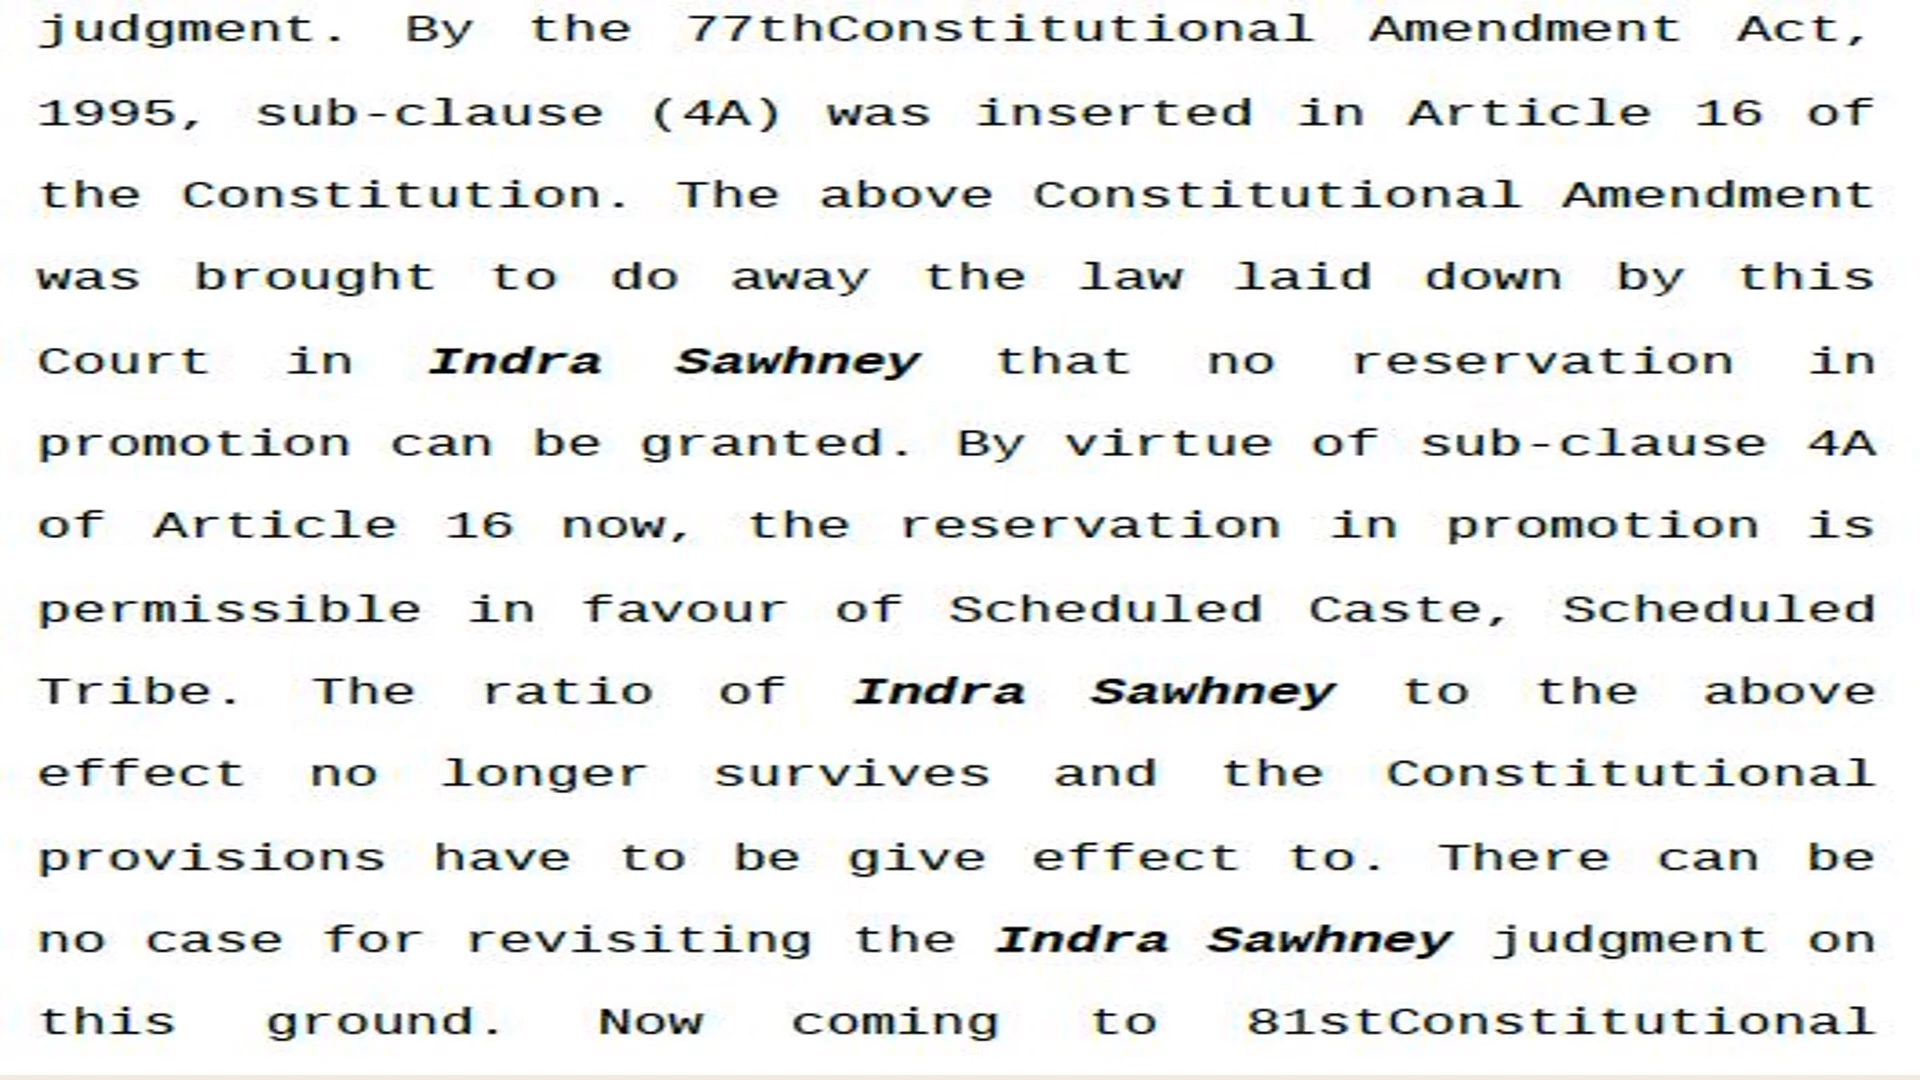 judgment. By the 77thConstitutional Amendment Act,
1995, sub-clause (4A) was inserted in Article 16 of
the Constitution. The above Constitutional Amendment
was brought to do away the law laid down by this
Court in Indra Sawhney that no reservation in
promotion can be granted. By virtue of sub-clause 4A
of Article 16 now, the reservation in promotion is
permissible in favour of Scheduled Caste, Scheduled
Tribe. The ratio of Indra Sawhney to the above
effect no longer survives and the Constitutional
provisions have to be give effect to. There can be
no case for revisiting the Indra Sawhney judgment on
this ground. Now coming to 81stConstitutional